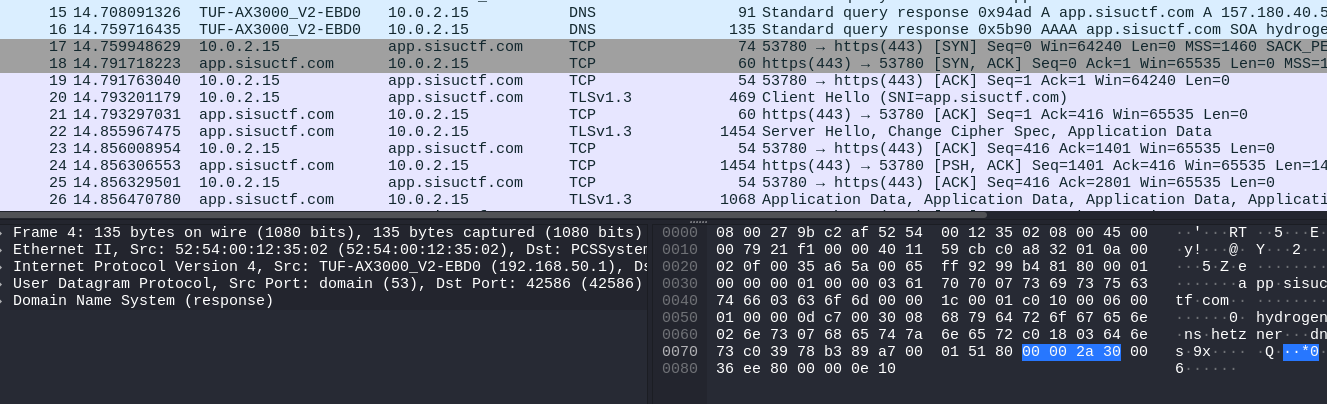 15 14.708091326 TUF-AX3000_V2-EBD0 10.0.2.15 DNS 91 Standard query response 0x94ad A app.sisuctf.com A 157.180.40.5
16 14.759716435 TUF-AX3000_V2-EBD0 10.0.2.15 DNS 135 Standard query response 0x5b90 AAAA app.sisuctf.com SOA hydroge
17 14.759948629 10.0.2.15 app.sisuctf.com TCP 74 53780 → https(443) [SYN] Seq=0 Win=64240 Len=0 MSS=1460 SACK_PE
18 14.791718223 app.sisuctf.com 10.0.2.15 TCP 60 https(443) → 53780 [SYN, ACK] Seq=0 Ack=1 Win=65535 Len=0 MSS=1
19 14.791763040 10.0.2.15 app.sisuctf.com TCP 54 53780 → https(443) [ACK] Seq=1 Ack=1 Win=64240 Len=0
20 14.793201179 10.0.2.15 app.sisuctf.com TLSv1.3 469 Client Hello (SNI=app.sisuctf.com)
21 14.793297031 app.sisuctf.com 10.0.2.15 TCP 60 https(443) → 53780 [ACK] Seq=1 Ack=416 Win=65535 Len=0
22 14.855967475 app.sisuctf.com 10.0.2.15 TLSv1.3 1454 Server Hello, Change Cipher Spec, Application Data
23 14.856008954 10.0.2.15 app.sisuctf.com TCP 54 53780 → https(443) [ACK] Seq=416 Ack=1401 Win=65535 Len=0
24 14.856306553 app.sisuctf.com 10.0.2.15 TCP 1454 https(443) → 53780 [PSH, ACK] Seq=1401 Ack=416 Win=65535 Len=14
25 14.856329501 10.0.2.15 app.sisuctf.com TCP 54 53780 → https(443) [ACK] Seq=416 Ack=2801 Win=65535 Len=0
26 14.856470780 app.sisuctf.com 10.0.2.15 TLSv1.3 1068 Application Data, Application Data, Application Data, Applicati
Frame 4: 135 bytes on wire (1080 bits), 135 bytes captured (1080 bits)
Ethernet II, Src: 52:54:00:12:35:02 (52:54:00:12:35:02), Dst: PCSSystem
Internet Protocol Version 4, Src: TUF-AX3000_V2-EBD0 (192.168.50.1), Ds
User Datagram Protocol, Src Port: domain (53), Dst Port: 42586 (42586)
Domain Name System (response)
0000 08 00 27 9b c2 af 52 54 00 12 35 02 08 00 45 00 ··'···RT ··5···E·
0010 00 79 21 f1 00 00 40 11 59 cb c0 a8 32 01 0a 00 ·y!···@· Y···2···
0020 02 0f 00 35 a6 5a 00 65 ff 92 99 b4 81 80 00 01 ···5·Z·e ········
0030 00 00 00 01 00 00 03 61 70 70 07 73 69 73 75 63 ·······a pp·sisuc
0040 74 66 03 63 6f 6d 00 00 1c 00 01 c0 10 00 06 00 tf·com·· ········
0050 01 00 00 0d c7 00 30 08 68 79 64 72 6f 67 65 6e ······0· hydrogen
0060 02 6e 73 07 68 65 74 7a 6e 65 72 c0 18 03 64 6e ·ns·hetz ner···dn
0070 73 c0 39 78 b3 89 a7 00 01 51 80 00 00 2a 30 00 s·9x···· ·Q···*0·
0080 36 ee 80 00 00 0e 10 6······